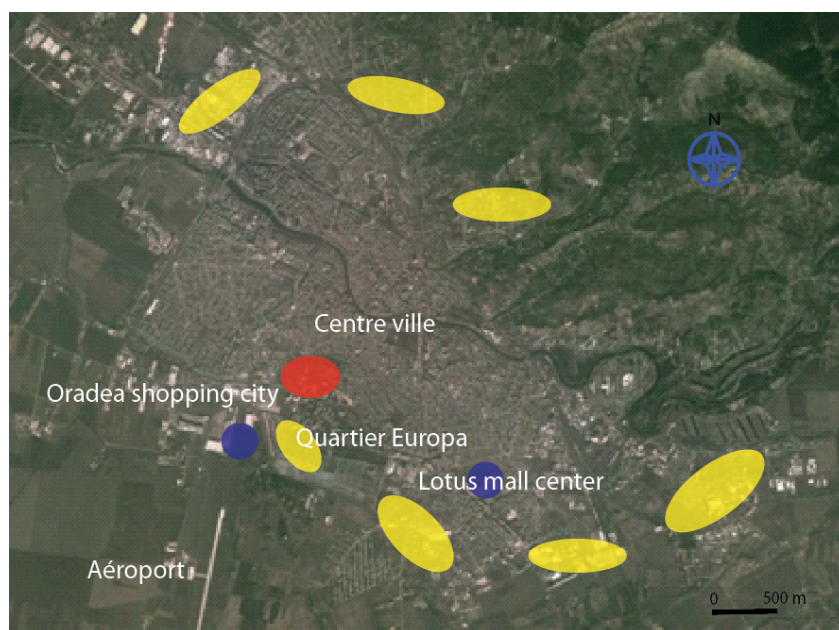 N
Centre ville
Oradea shopping city
Quartier Europa
Lotus mall center
Aéroport
0 500 m